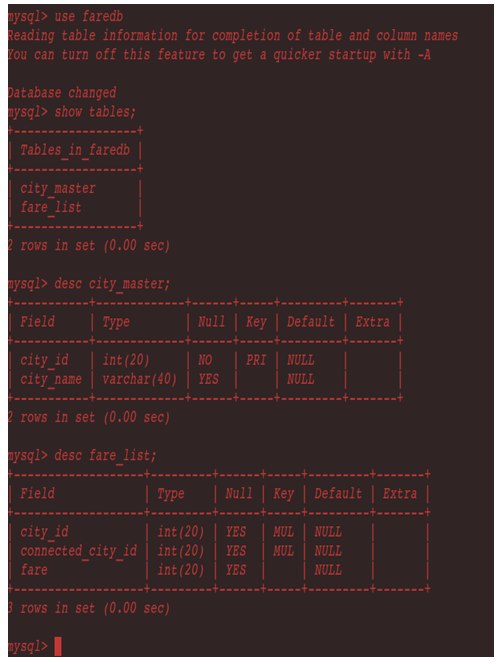 mysql> use faredb
Reading table information for completion of table and column names
You can turn off this feature to get a quicker startup with -A

Database changed
mysql> show tables;
+------------------+
| Tables_in_faredb |
+------------------+
| city_master      |
| fare_list        |
+------------------+
2 rows in set (0.00 sec)

mysql> desc city_master;
+-----------+-------------+------+-----+---------+-------+
| Field     | Type        | Null | Key | Default | Extra |
+-----------+-------------+------+-----+---------+-------+
| city_id   | int(20)     | NO   | PRI | NULL    |       |
| city_name | varchar(40) | YES  |     | NULL    |       |
+-----------+-------------+------+-----+---------+-------+
2 rows in set (0.00 sec)

mysql> desc fare_list;
+-------------------+---------+------+-----+---------+-------+
| Field             | Type    | Null | Key | Default | Extra |
+-------------------+---------+------+-----+---------+-------+
| city_id           | int(20) | YES  | MUL | NULL    |       |
| connected_city_id | int(20) | YES  | MUL | NULL    |       |
| fare              | int(20) | YES  |     | NULL    |       |
+-------------------+---------+------+-----+---------+-------+
3 rows in set (0.00 sec)

mysql>